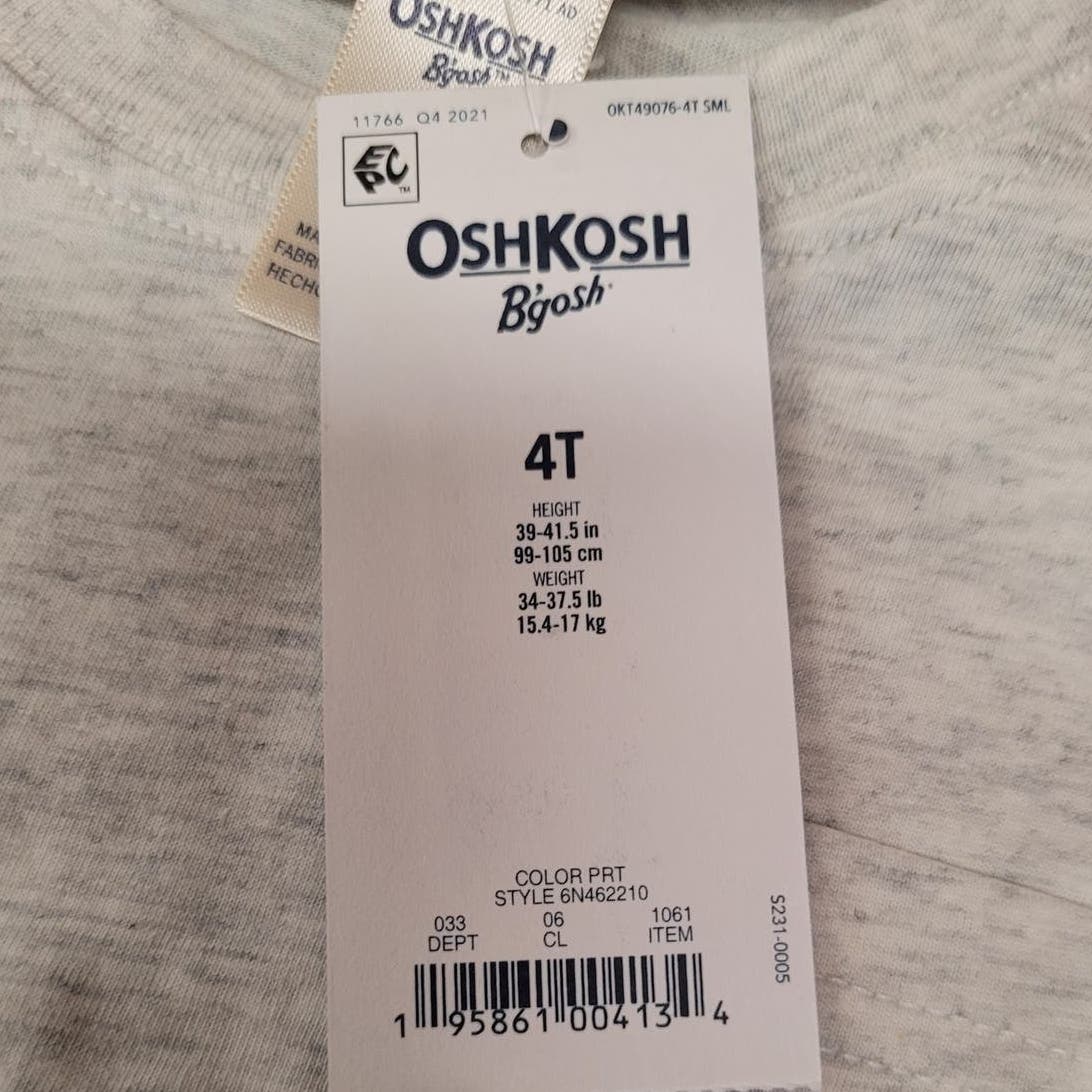 OSHKOSH
B'gosh™
11766 Q4 2021
OKT49076-4T SML
EPC™
OSHKOSH
B'gosh
4T
HEIGHT
39-41.5 in
99-105 cm
WEIGHT
34-37.5 lb
15.4-17 kg
COLOR PRT
STYLE 6N462210
033 06 1061
DEPT CL ITEM
S231-0005
1 95861 00413 4